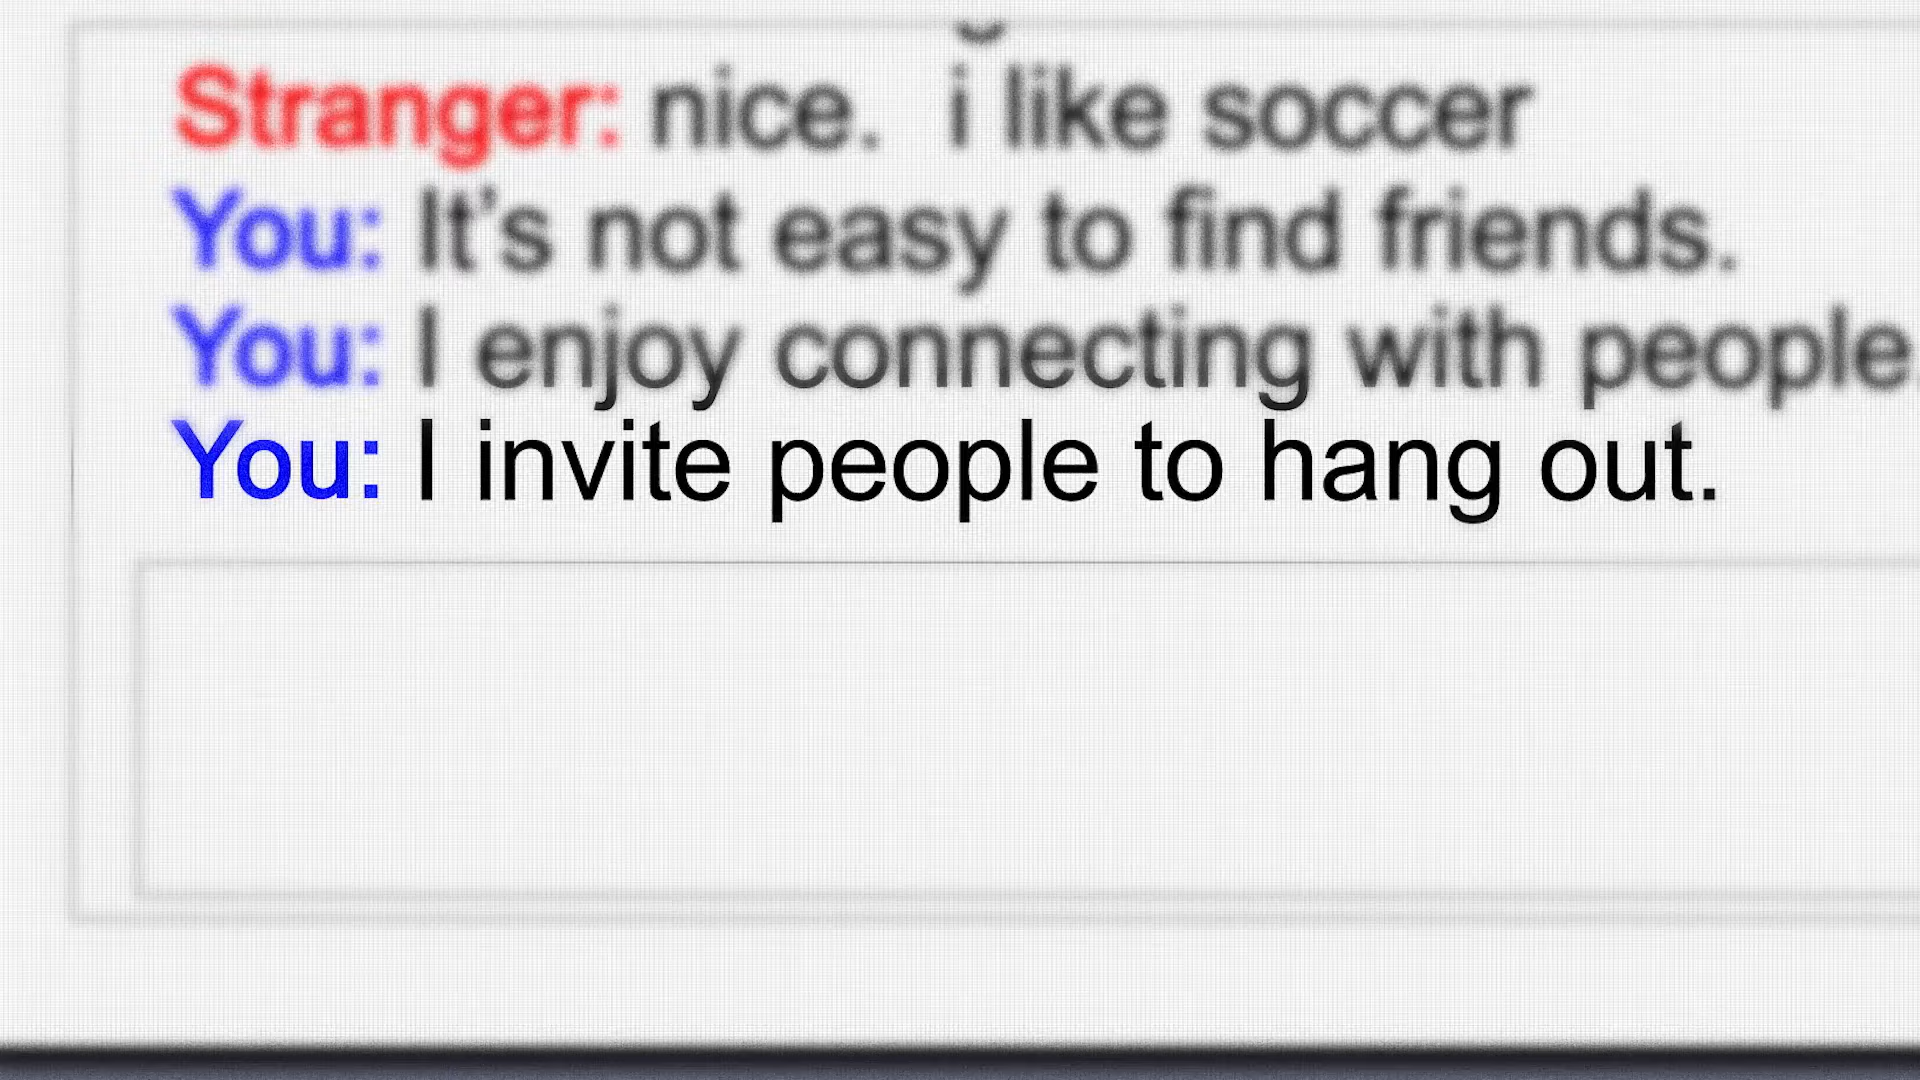 Stranger: nice.  i like soccer
You: It’s not easy to find friends.
You: I enjoy connecting with people.
You: I invite people to hang out.